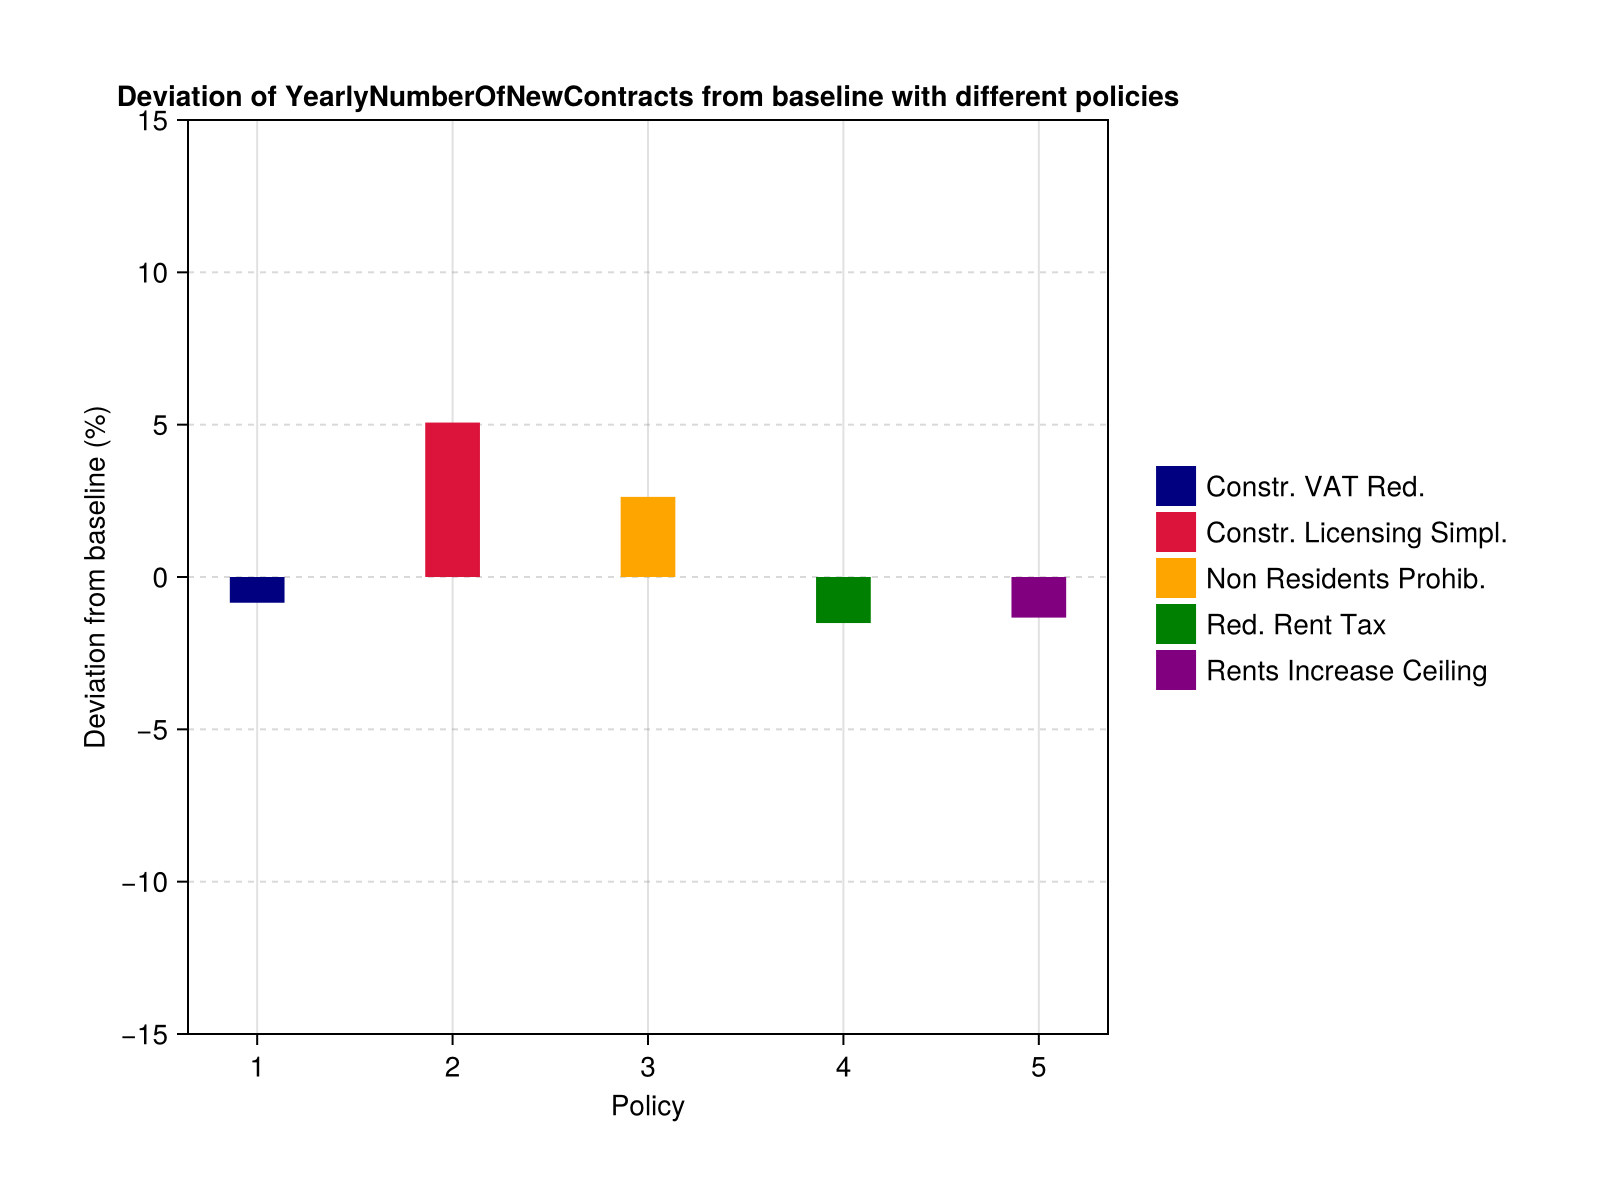 Deviation of YearlyNumberOfNewContracts from baseline with different policies
Deviation from baseline (%)
15
10
5
0
−5
−10
−15
1 2 3 4 5
Policy
Constr. VAT Red.
Constr. Licensing Simpl.
Non Residents Prohib.
Red. Rent Tax
Rents Increase Ceiling